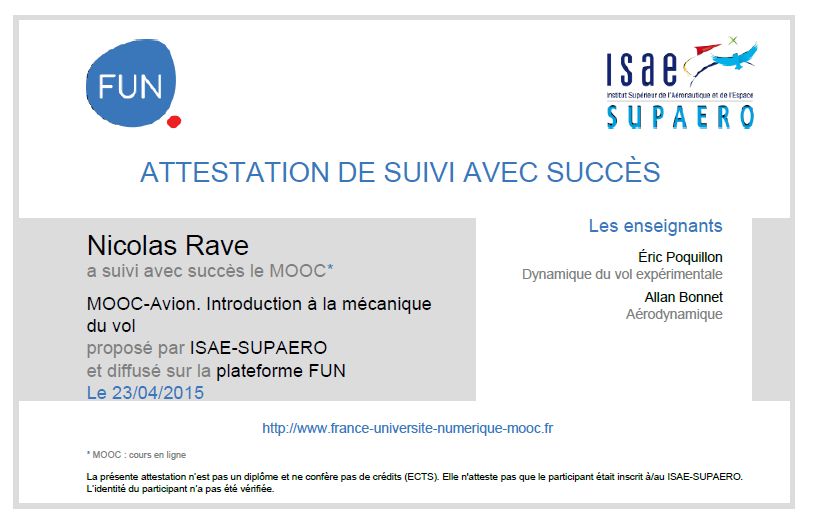 FUN
isae
Institut Supérieur de l'Aéronautique et de l'Espace
SUPAERO
ATTESTATION DE SUIVI AVEC SUCCÈS
Nicolas Rave
a suivi avec succès le MOOC*
MOOC-Avion. Introduction à la mécanique
du vol
proposé par ISAE-SUPAERO
et diffusé sur la plateforme FUN
Le 23/04/2015
Les enseignants
Éric Poquillon
Dynamique du vol expérimentale
Allan Bonnet
Aérodynamique
http://www.france-universite-numerique-mooc.fr
* MOOC : cours en ligne
La présente attestation n'est pas un diplôme et ne confère pas de crédits (ECTS). Elle n'atteste pas que le participant était inscrit à/au ISAE-SUPAERO.
L'identité du participant n'a pas été vérifiée.